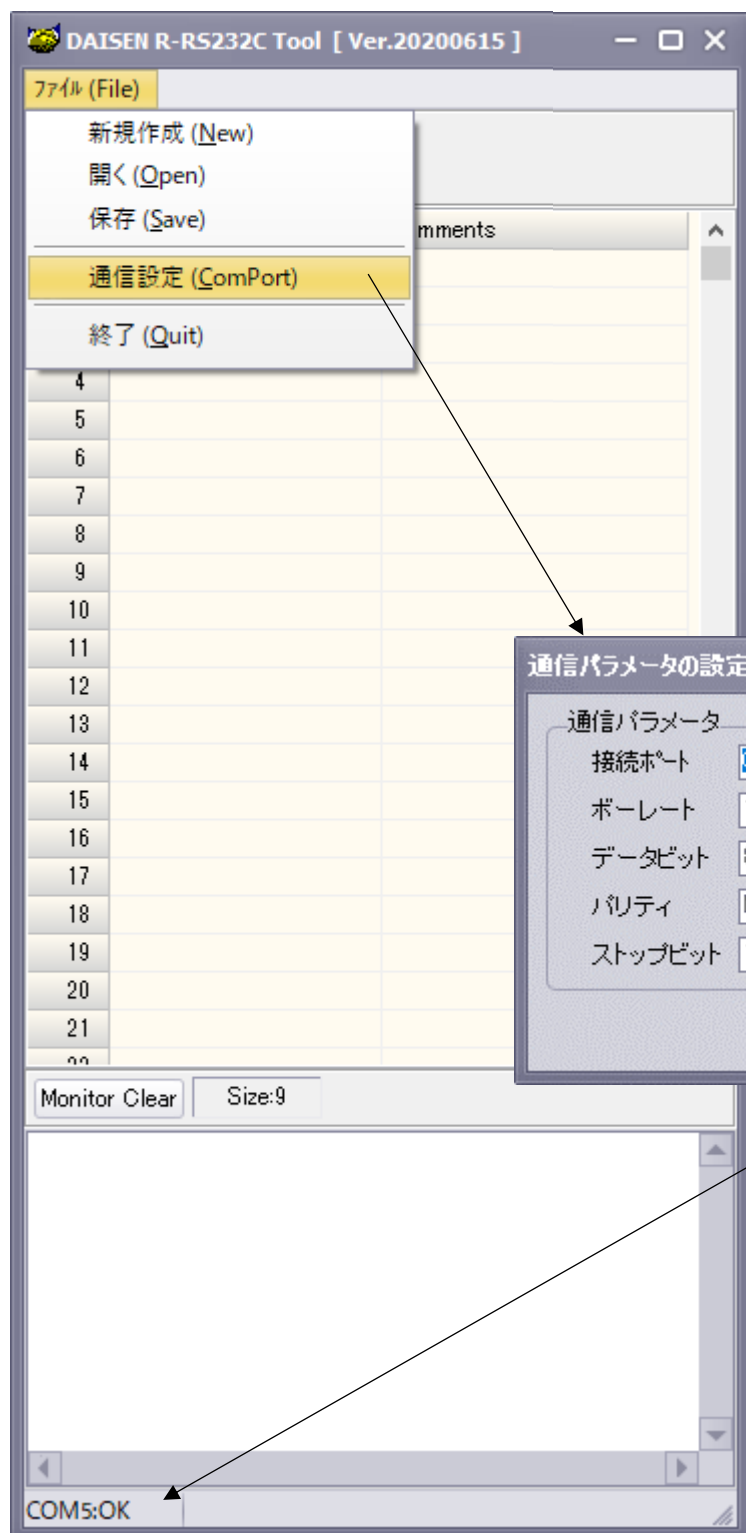 DAISEN R-RS232C Tool [ Ver.20200615 ]
ﾌｧｲﾙ (File)
新規作成 (New)
開く (Open)
保存 (Save)
通信設定 (ComPort)
終了 (Quit)
mments
4
5
6
7
8
9
10
11
12
13
14
15
16
17
18
19
20
21
通信パラメータの設定
通信パラメータ
接続ﾎﾟｰﾄ
ボーレート
データビット
パリティ
ストップビット
Monitor Clear
Size:9
COM5:OK